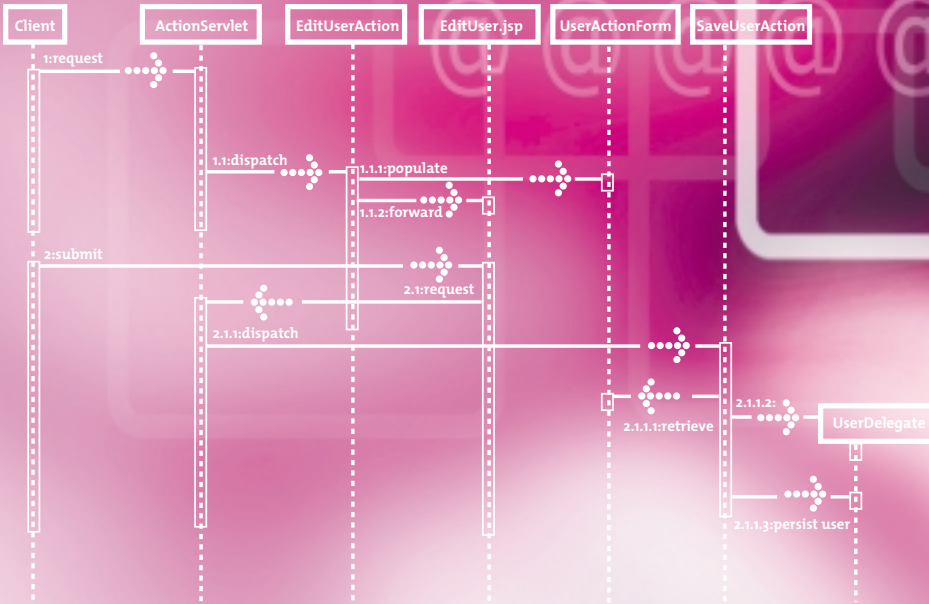 Client ActionServlet EditUserAction EditUser.jsp UserActionForm SaveUserAction
1:request
1.1:dispatch
1.1.1:populate
1.1.2:forward
2:submit
2.1:request
2.1.1:dispatch
2.1.1.2:
2.1.1.1:retrieve
UserDelegate
2.1.1.3:persist user
@ @ @ @ @